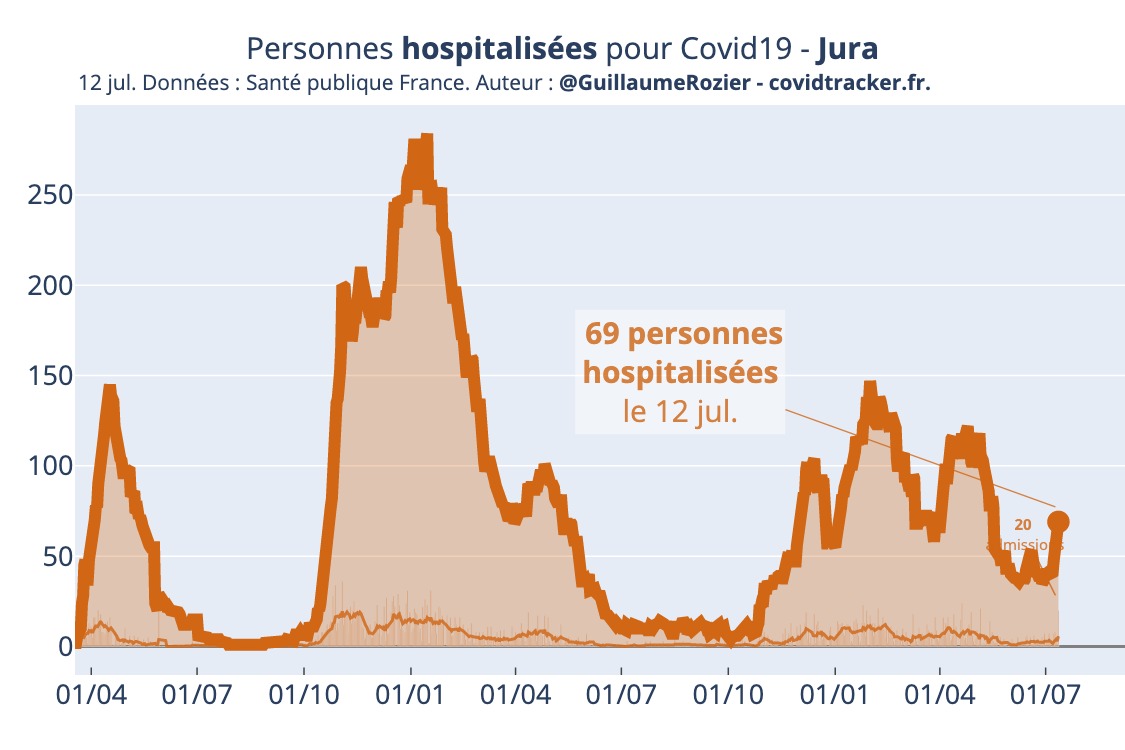 Personnes hospitalisées pour Covid19 - Jura
12 jul. Données : Santé publique France. Auteur : @GuillaumeRozier - covidtracker.fr.
250
200
150
100
50
0
69 personnes
hospitalisées
le 12 jul.
20
admissions
01/04 01/07 01/10 01/01 01/04 01/07 01/10 01/01 01/04 01/07